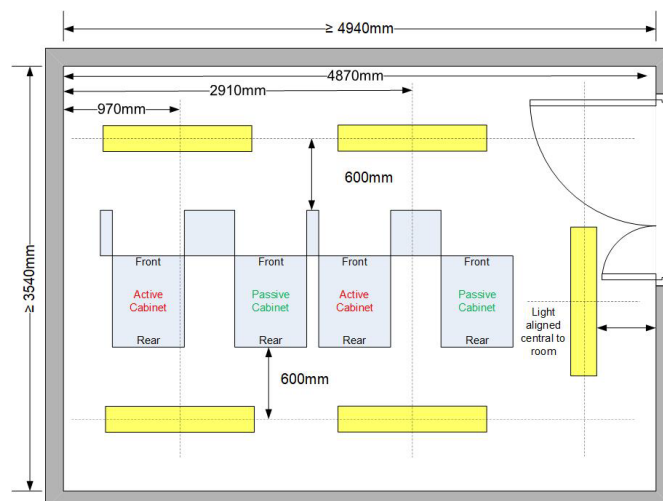 ≥ 4940mm
4870mm
2910mm
970mm
600mm
≥ 3540mm
Front
Front
Front
Front
Active
Cabinet
Passive
Cabinet
Active
Cabinet
Passive
Cabinet
Rear
Rear
Rear
Rear
Light
aligned
central to
room
600mm